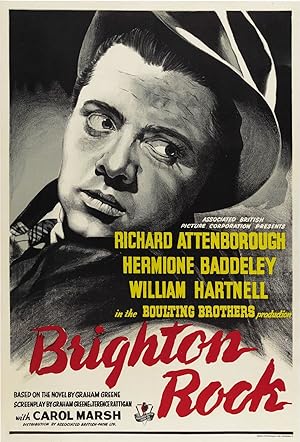 ASSOCIATED BRITISH
PICTURE CORPORATION PRESENTS
RICHARD ATTENBOROUGH
HERMIONE BADDELEY
WILLIAM HARTNELL
in the BOULTING BROTHERS production
Brighton
Rock
BASED ON THE NOVEL BY GRAHAM GREENE
SCREENPLAY BY GRAHAM GREENE & TERENCE RATTIGAN
with CAROL MARSH
DISTRIBUTION BY ASSOCIATED BRITISH-PATHE LTD.